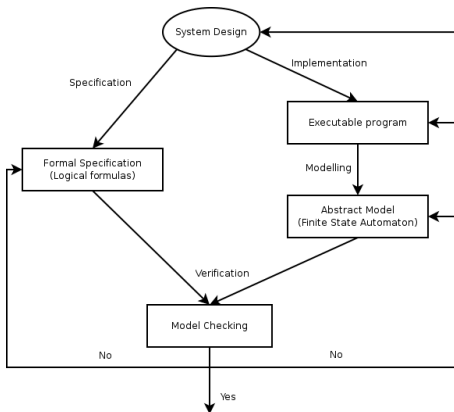 System Design
Specification
Implementation
Executable program
Modelling
Formal Specification
(Logical formulas)
Abstract Model
(Finite State Automaton)
Verification
Model Checking
No
No
Yes